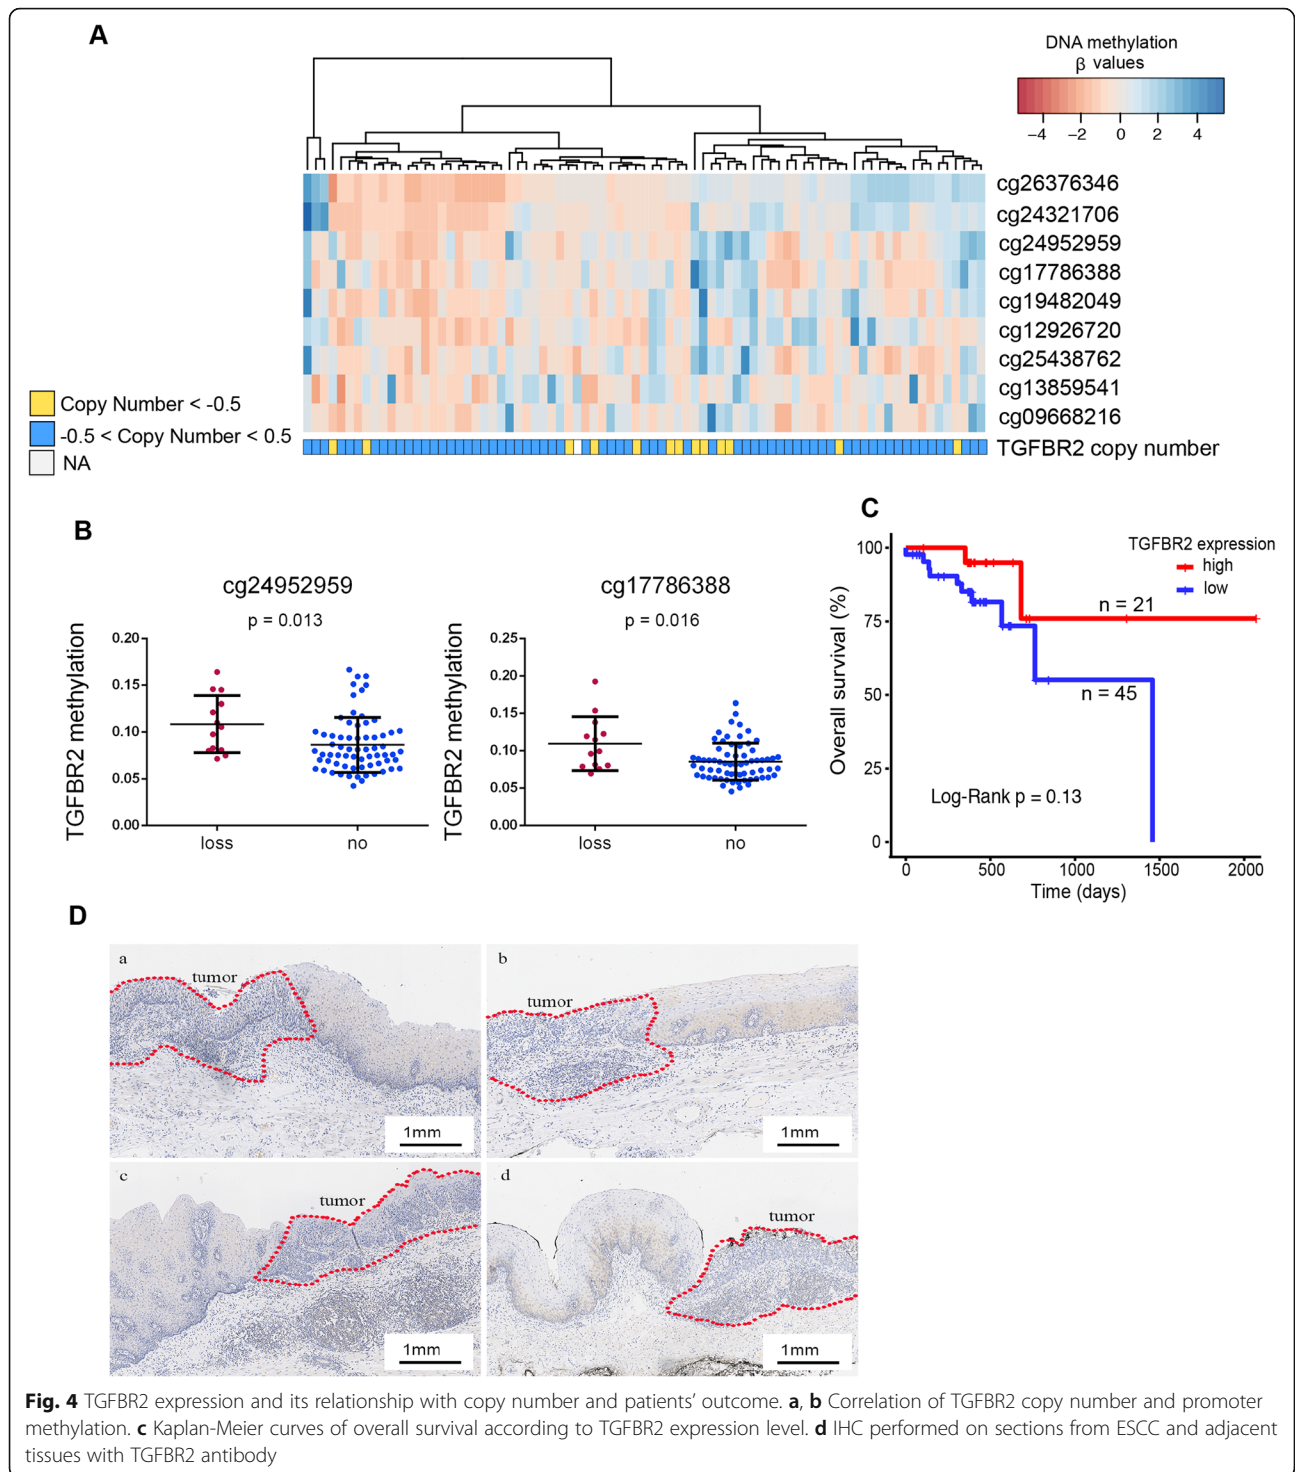 A
DNA methylation
β values
−4 −2 0 2 4
cg26376346
cg24321706
cg24952959
cg17786388
cg19482049
cg12926720
cg25438762
cg13859541
cg09668216
TGFBR2 copy number
Copy Number < -0.5
-0.5 < Copy Number < 0.5
NA
B
cg24952959
p = 0.013
TGFBR2 methylation
0.20
0.15
0.10
0.05
0.00
loss no
cg17786388
p = 0.016
TGFBR2 methylation
0.25
0.20
0.15
0.10
0.05
0.00
loss no
C
TGFBR2 expression
high
low
n = 21
n = 45
Log-Rank p = 0.13
Overall survival (%)
100
75
50
25
0
0 500 1000 1500 2000
Time (days)
D
a
tumor
1mm
b
tumor
1mm
c
tumor
1mm
d
tumor
1mm
Fig. 4 TGFBR2 expression and its relationship with copy number and patients’ outcome. a, b Correlation of TGFBR2 copy number and promoter
methylation. c Kaplan-Meier curves of overall survival according to TGFBR2 expression level. d IHC performed on sections from ESCC and adjacent
tissues with TGFBR2 antibody